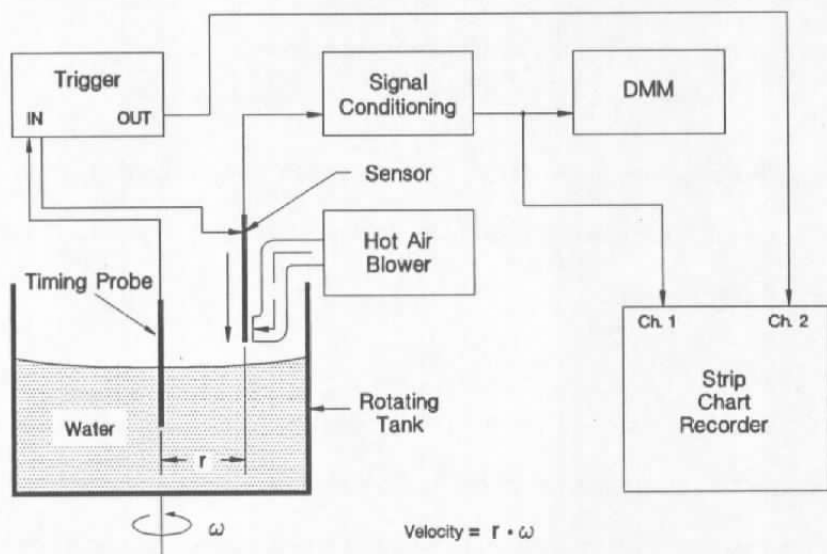 Trigger
IN
OUT
Signal
Conditioning
DMM
Sensor
Hot Air
Blower
Timing Probe
Ch. 1
Ch. 2
Strip
Chart
Recorder
Rotating
Tank
Water
r
ω
Velocity = r · ω